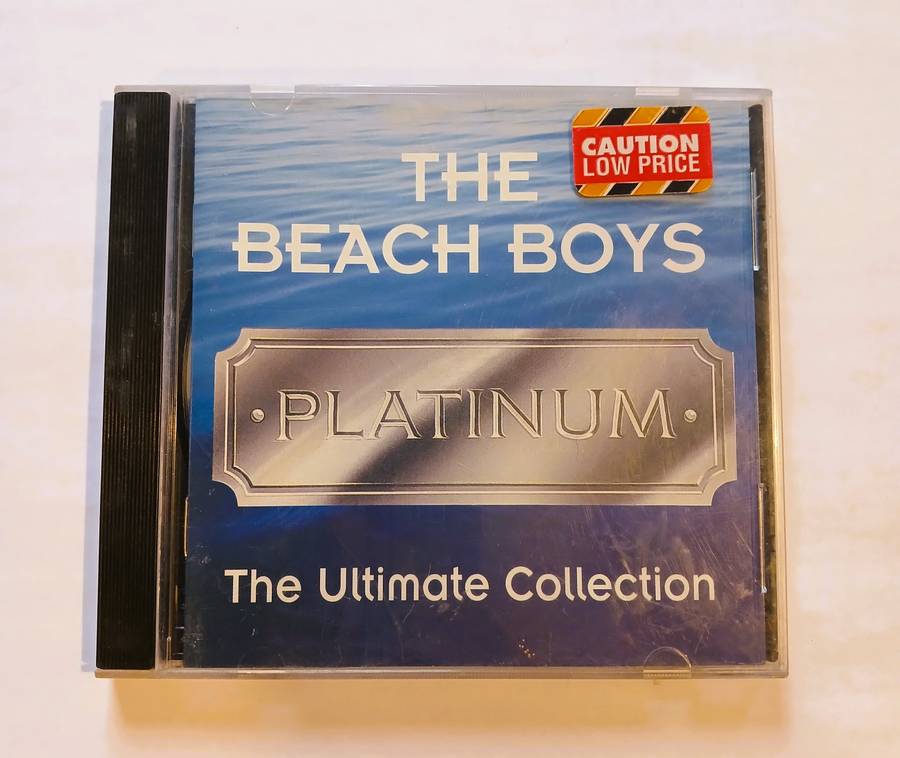 CAUTION
LOW PRICE
THE
BEACH BOYS
PLATINUM
The Ultimate Collection